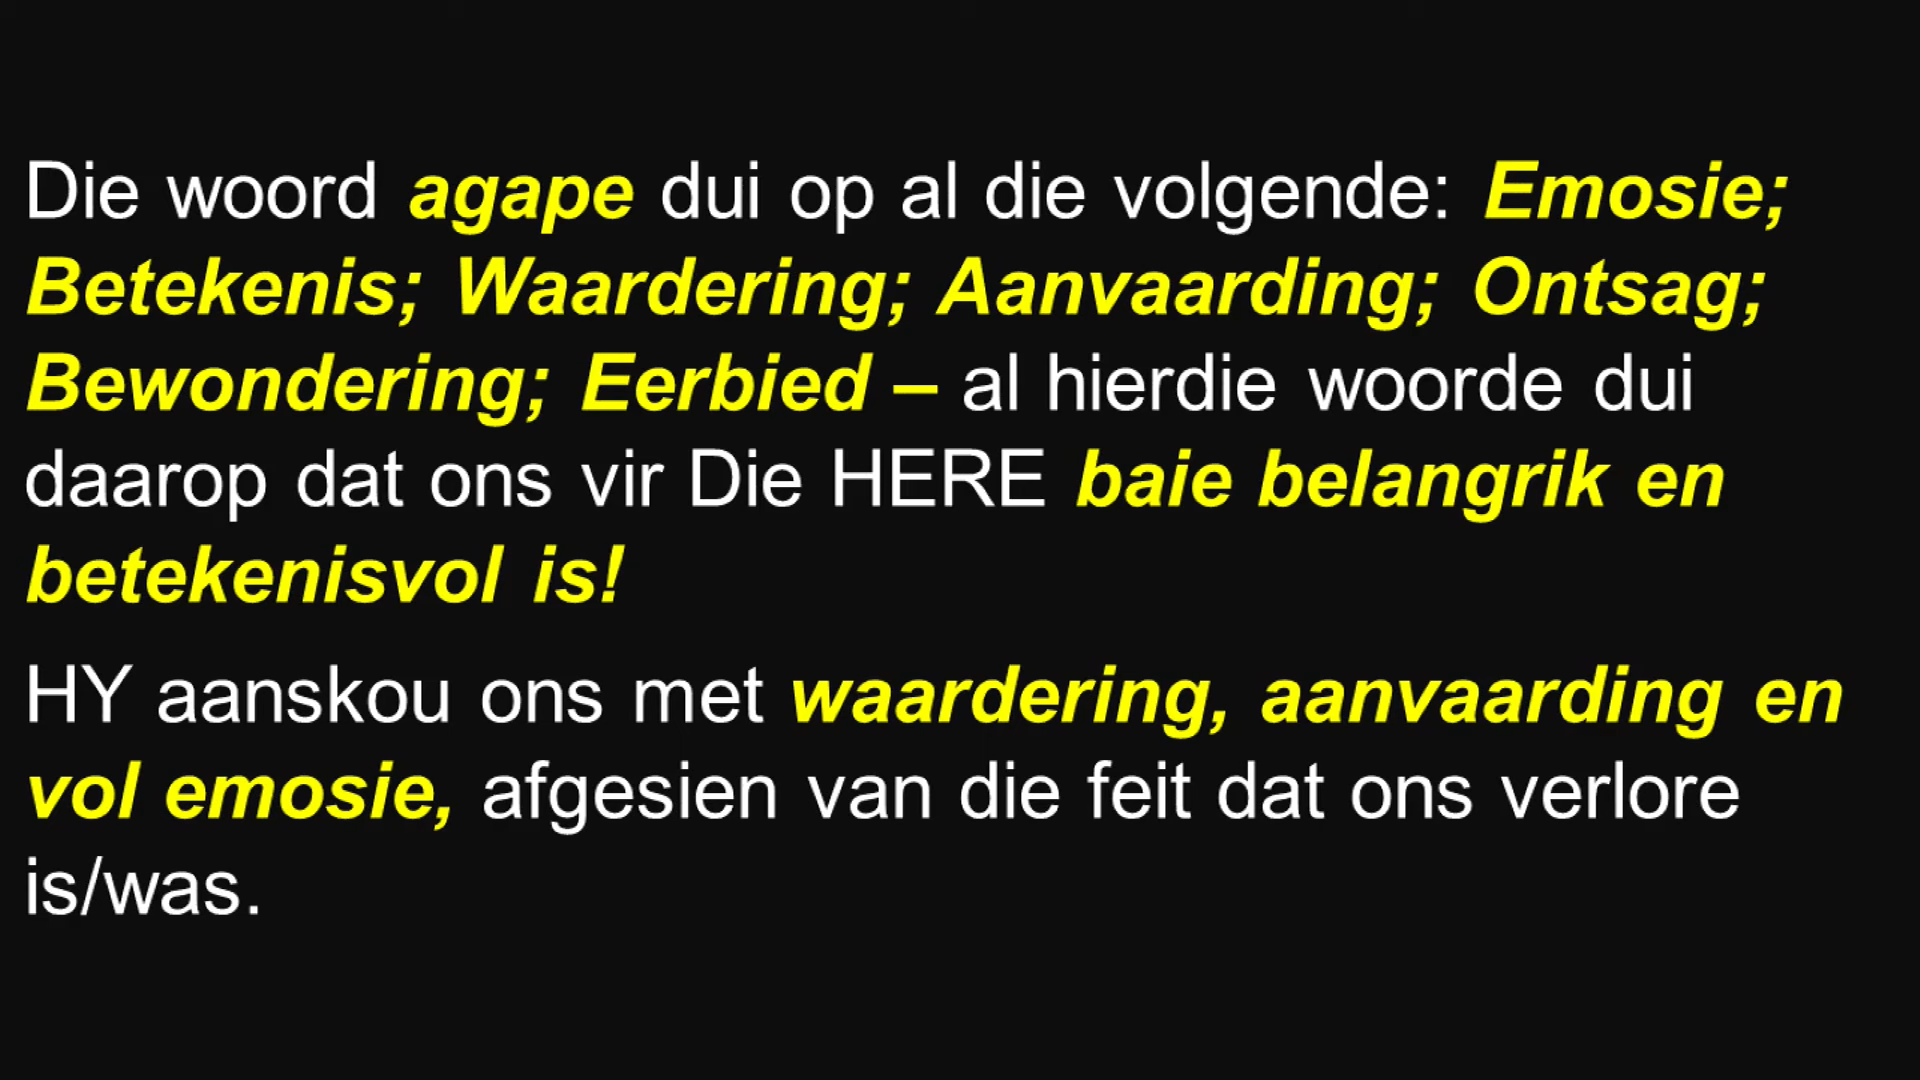 Die woord agape dui op al die volgende: Emosie;
Betekenis; Waardering; Aanvaarding; Ontsag;
Bewondering; Eerbied – al hierdie woorde dui
daarop dat ons vir Die HERE baie belangrik en
betekenisvol is!
HY aanskou ons met waardering, aanvaarding en
vol emosie, afgesien van die feit dat ons verlore
is/was.